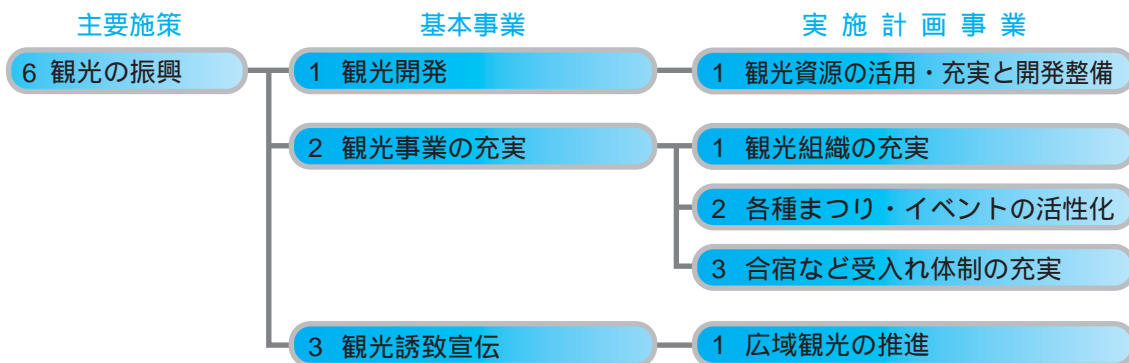 主要施策 基本事業 実施計画事業
6 観光の振興 1 観光開発 1 観光資源の活用・充実と開発整備
2 観光事業の充実 1 観光組織の充実
2 各種まつり・イベントの活性化
3 合宿など受入れ体制の充実
3 観光誘致宣伝 1 広域観光の推進